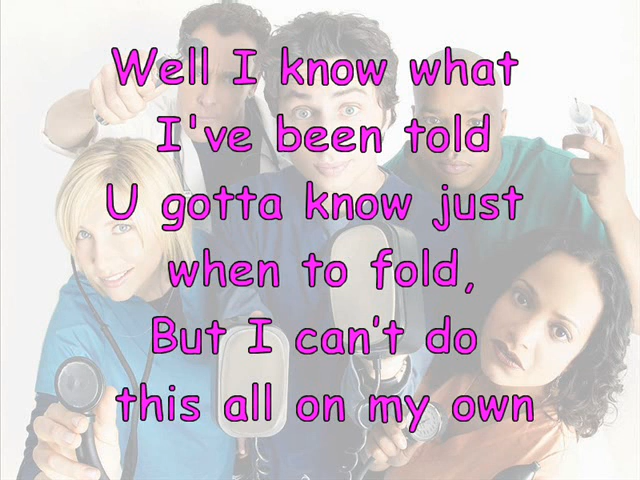 Well I know what
I've been told
U gotta know just
when to fold,
But I can't do
this all on my own